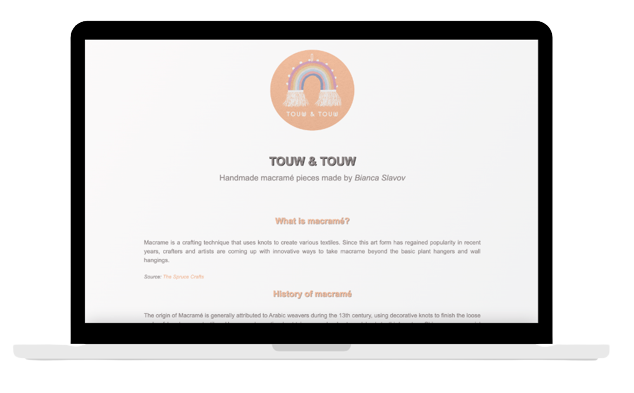 TOUW & TOUW
TOUW & TOUW
Handmade macramé pieces made by Bianca Slavov
What is macramé?
Macrame is a crafting technique that uses knots to create various textiles. Since this art form has regained popularity in recent
years, crafters and artists are coming up with innovative ways to take macrame beyond the basic plant hangers and wall
hangings.
Source: The Spruce Crafts
History of macramé
The origin of Macramé is generally attributed to Arabic weavers during the 13th century, using decorative knots to finish the loose